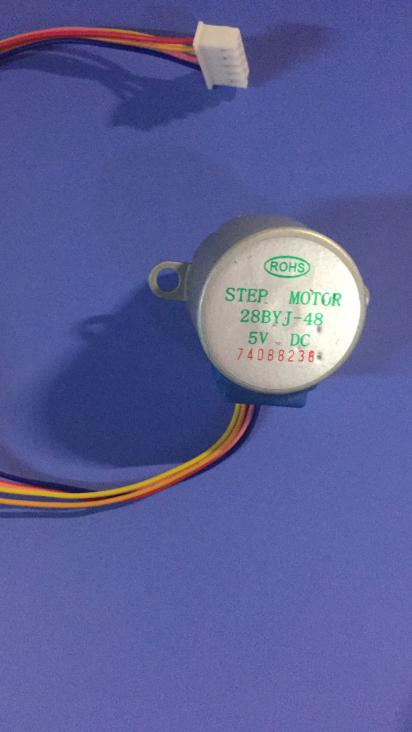 ROHS
STEP MOTOR
28BYJ-48
5V DC
74088238